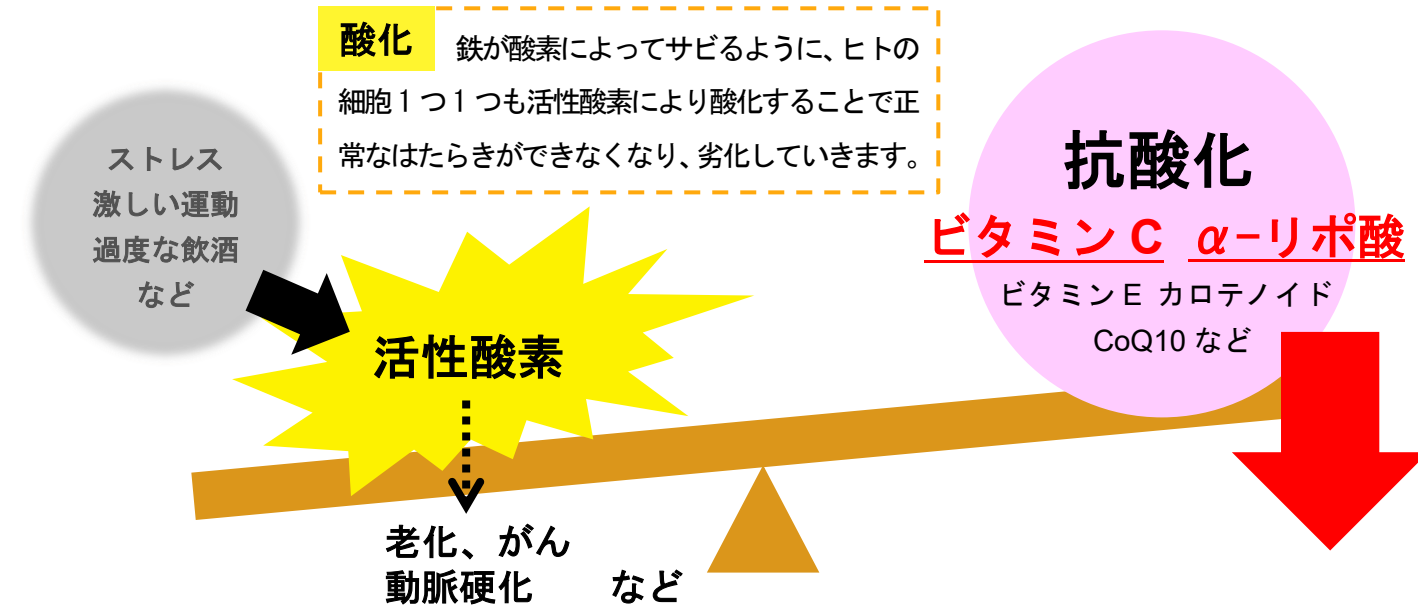 酸化 鉄が酸素によってサビるように、ヒトの
細胞1つ1つも活性酸素により酸化することで正
常なはたらきができなくなり、劣化していきます。
ストレス
激しい運動
過度な飲酒
など
活性酸素
老化、がん
動脈硬化 など
抗酸化
ビタミンC α-リポ酸
ビタミンE カロテノイド
CoQ10 など